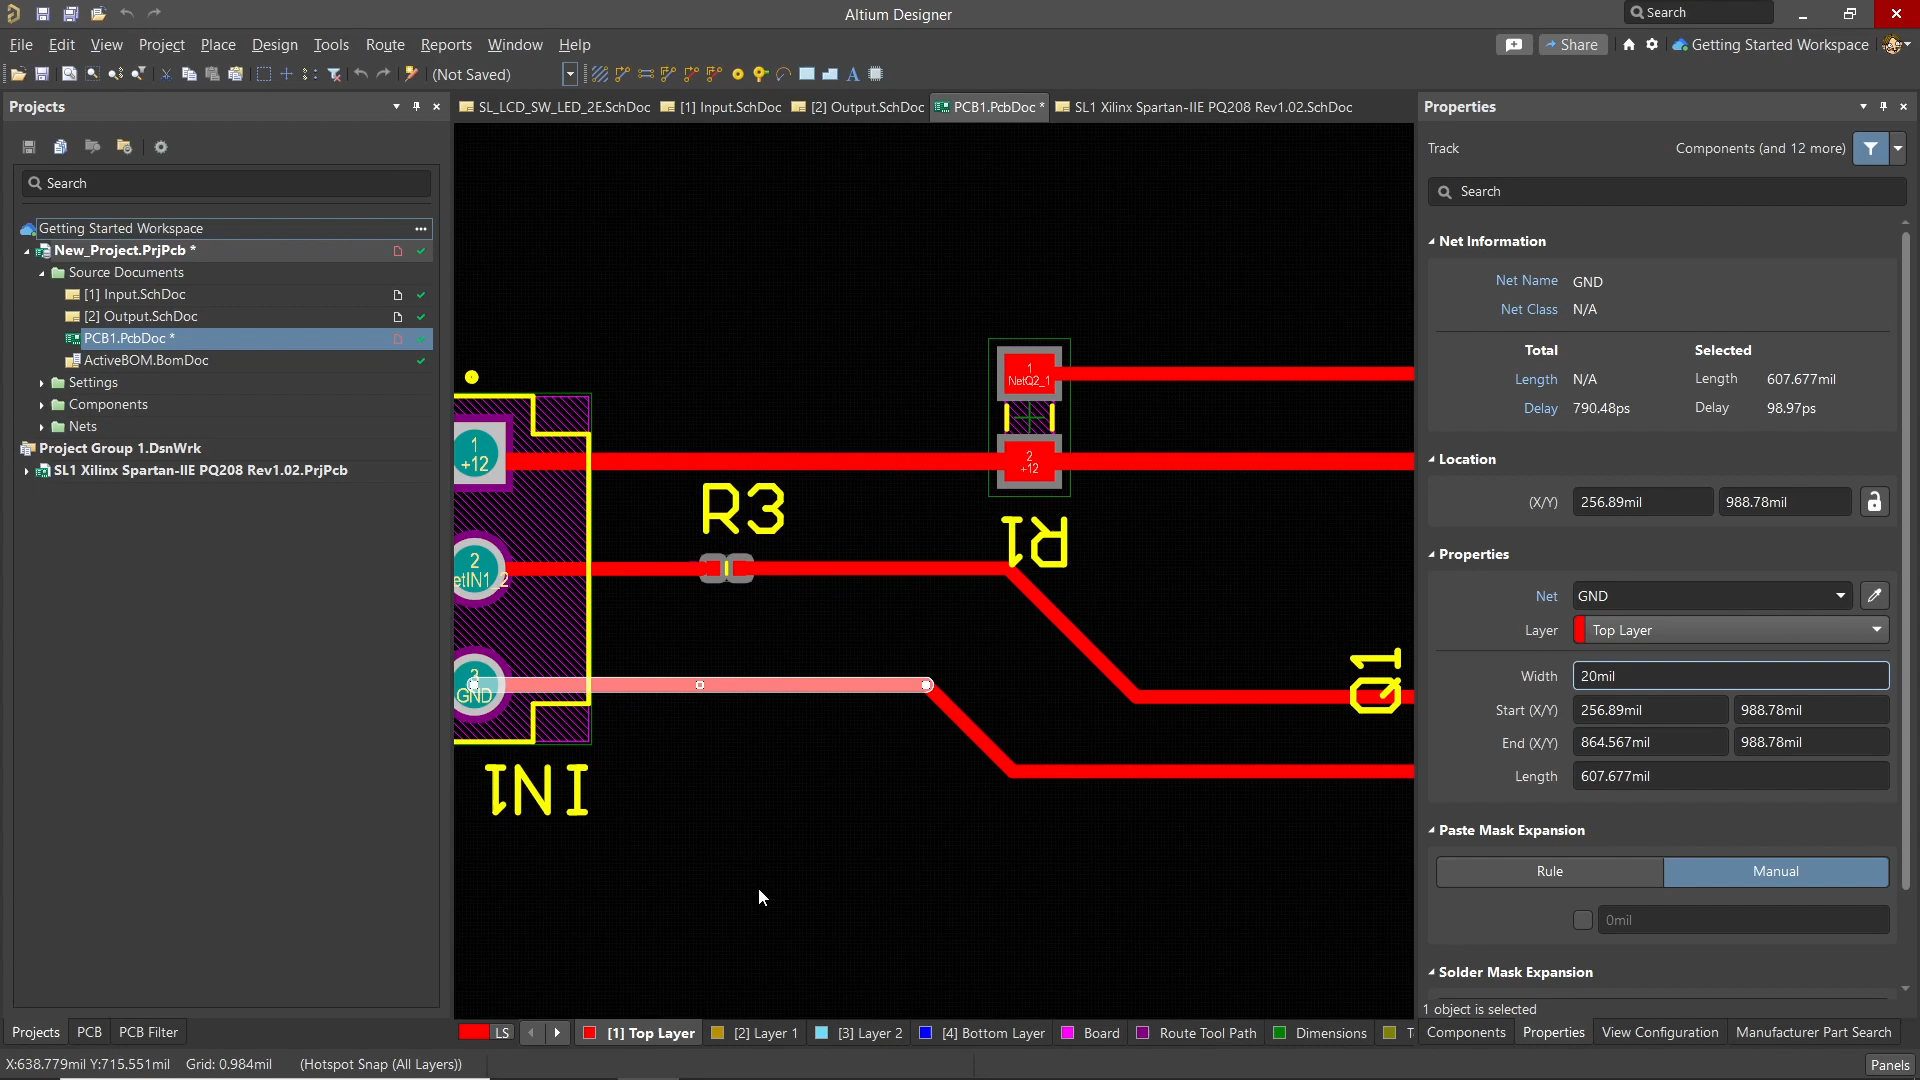 Altium Designer
Search
File Edit View Project Place Design Tools Route Reports Window Help
Share
Getting Started Workspace
(Not Saved)
A
Projects
SL_LCD_SW_LED_2E.SchDoc
[1] Input.SchDoc
[2] Output.SchDoc
PCB1.PcbDoc *
SL1 Xilinx Spartan-IIE PQ208 Rev1.02.SchDoc
Properties
Track
Components (and 12 more)
Search
Search
Getting Started Workspace
New_Project.PrjPcb *
Source Documents
[1] Input.SchDoc
[2] Output.SchDoc
PCB1.PcbDoc *
ActiveBOM.BomDoc
Settings
Components
Nets
Project Group 1.DsnWrk
SL1 Xilinx Spartan-IIE PQ208 Rev1.02.PrjPcb
1
+12
2
etIN1_2
3
GND
IN1
R3
1
NetQ2_1
2
+12
R1
Q1
Net Information
Net Name GND
Net Class N/A
Total Selected
Length N/A Length 607.677mil
Delay 790.48ps Delay 98.97ps
Location
(X/Y) 256.89mil 988.78mil
Properties
Net GND
Layer Top Layer
Width 20mil
Start (X/Y) 256.89mil 988.78mil
End (X/Y) 864.567mil 988.78mil
Length 607.677mil
Paste Mask Expansion
Rule Manual
0mil
Solder Mask Expansion
1 object is selected
Projects PCB PCB Filter
LS
[1] Top Layer
[2] Layer 1
[3] Layer 2
[4] Bottom Layer
Board
Route Tool Path
Dimensions
T
Components Properties View Configuration Manufacturer Part Search
X:638.779mil Y:715.551mil Grid: 0.984mil (Hotspot Snap (All Layers))
Panels